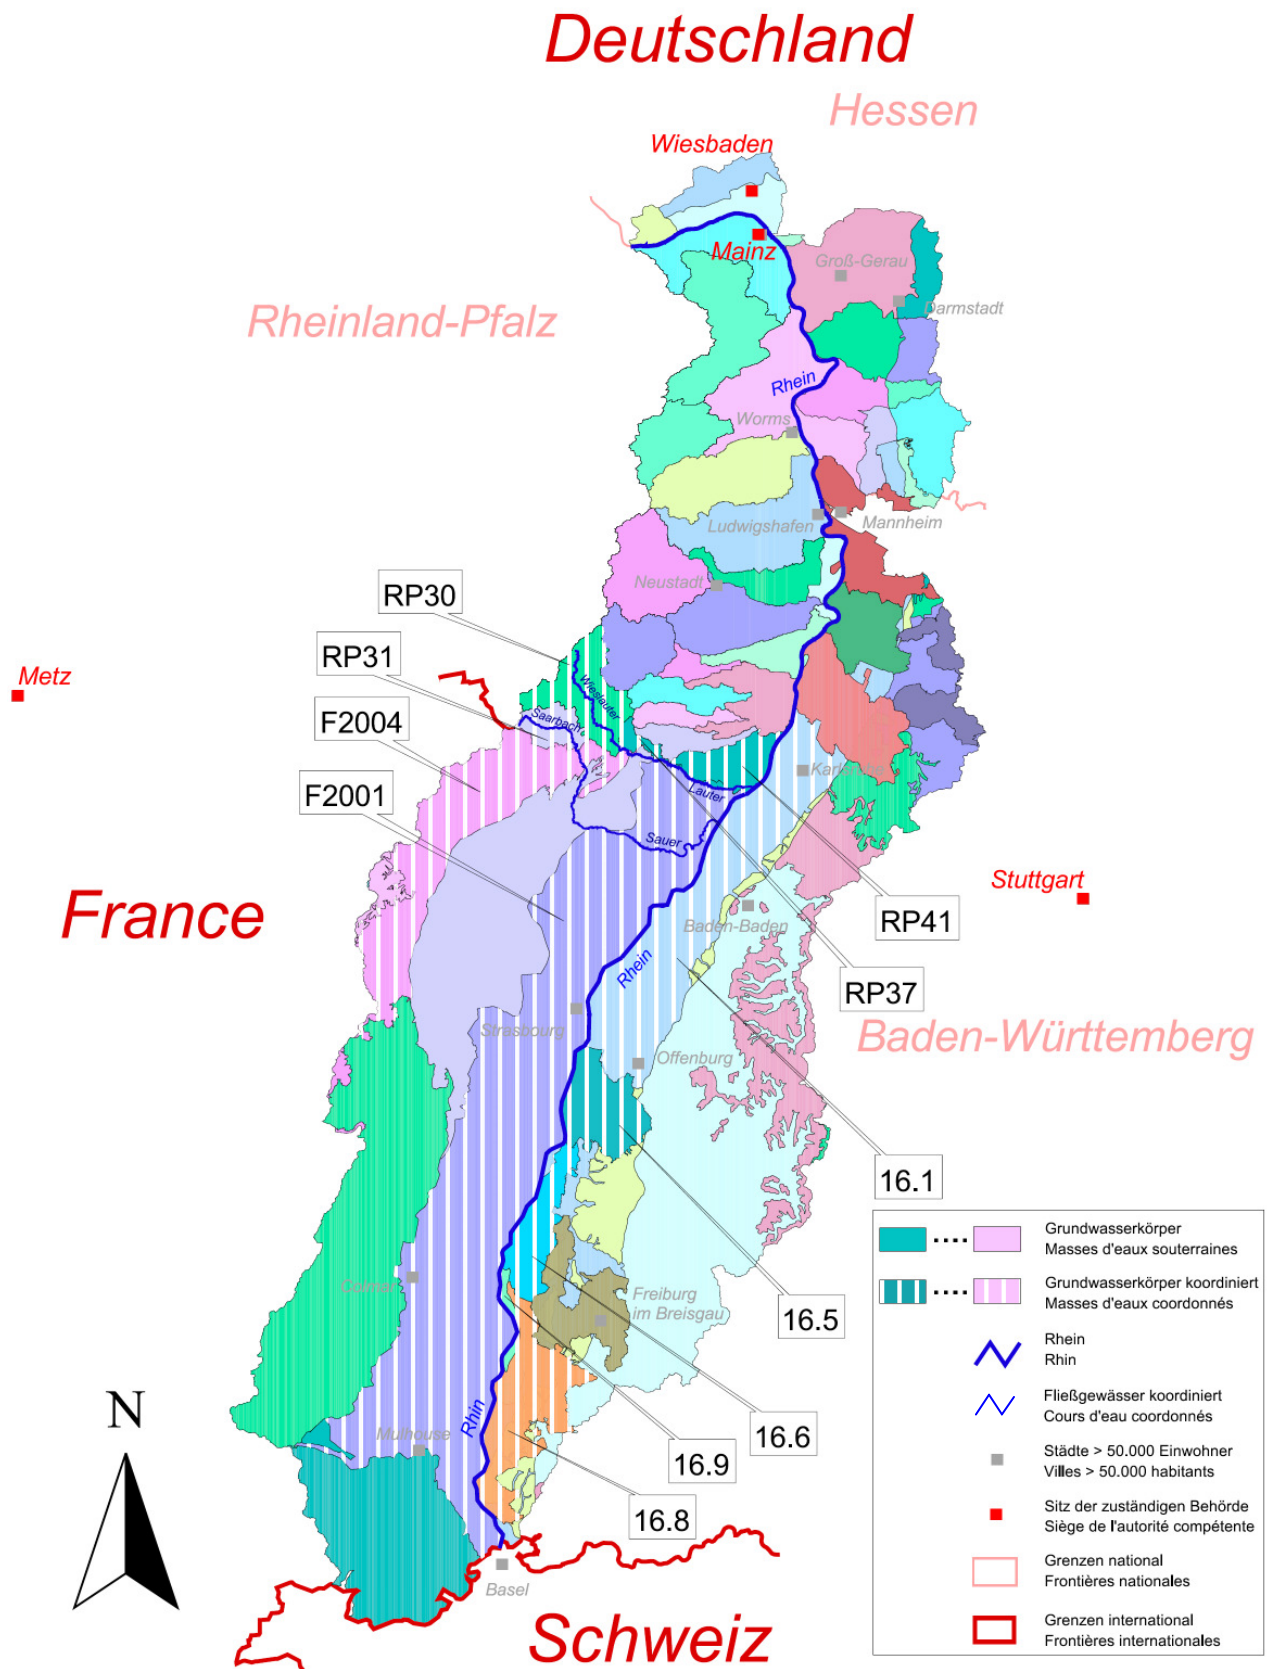 Deutschland
Hessen
Wiesbaden
Mainz
Groß-Gerau
Darmstadt
Rheinland-Pfalz
Rhein
Worms
Ludwigshafen
Mannheim
Neustadt
RP30
RP31
Metz
Wieslauter
Saarbach
F2004
Karlsruhe
F2001
Lauter
Sauer
Stuttgart
France
Baden-Baden
RP41
Rhein
RP37
Strasbourg
Baden-Württemberg
Offenburg
16.1
Colmar
Freiburg
im Breisgau
16.5
N
Rhin
Mulhouse
16.6
16.9
16.8
Basel
Schweiz
Grundwasserkörper
Masses d'eaux souterraines
Grundwasserkörper koordiniert
Masses d'eaux coordonnés
Rhein
Rhin
Fließgewässer koordiniert
Cours d'eau coordonnés
Städte > 50.000 Einwohner
Villes > 50.000 habitants
Sitz der zuständigen Behörde
Siège de l'autorité compétente
Grenzen national
Frontières nationales
Grenzen international
Frontières internationales